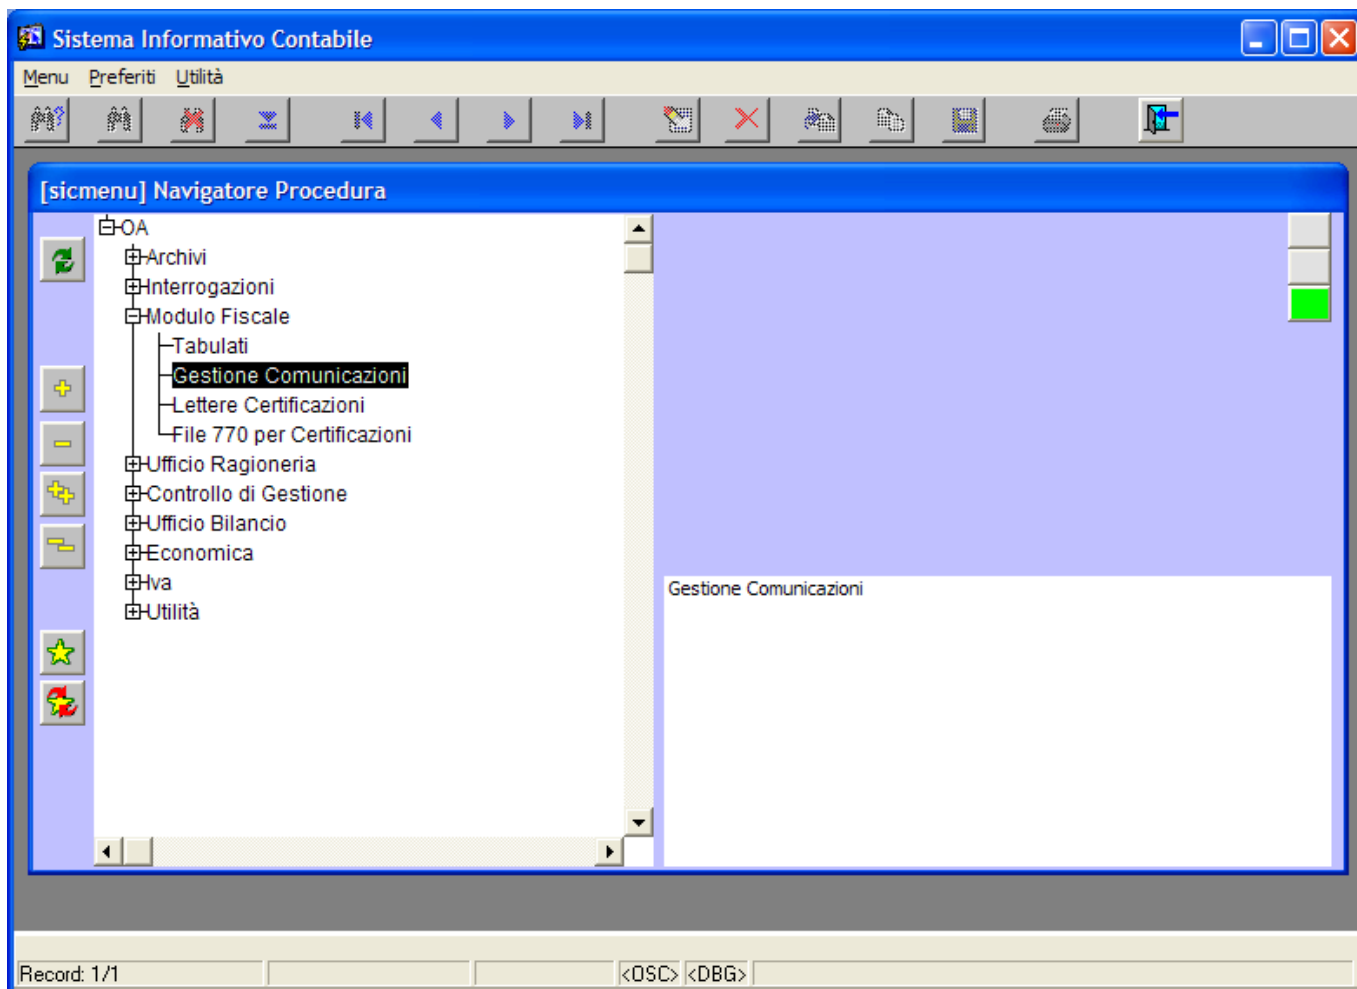 Sistema Informativo Contabile
Menu Preferiti Utilità
[sicmenu] Navigatore Procedura
OA
Archivi
Interrogazioni
Modulo Fiscale
Tabulati
Gestione Comunicazioni
Lettere Certificazioni
File 770 per Certificazioni
Ufficio Ragioneria
Controllo di Gestione
Ufficio Bilancio
Economica
Iva
Utilità
Gestione Comunicazioni
Record: 1/1 <OSC> <DBG>